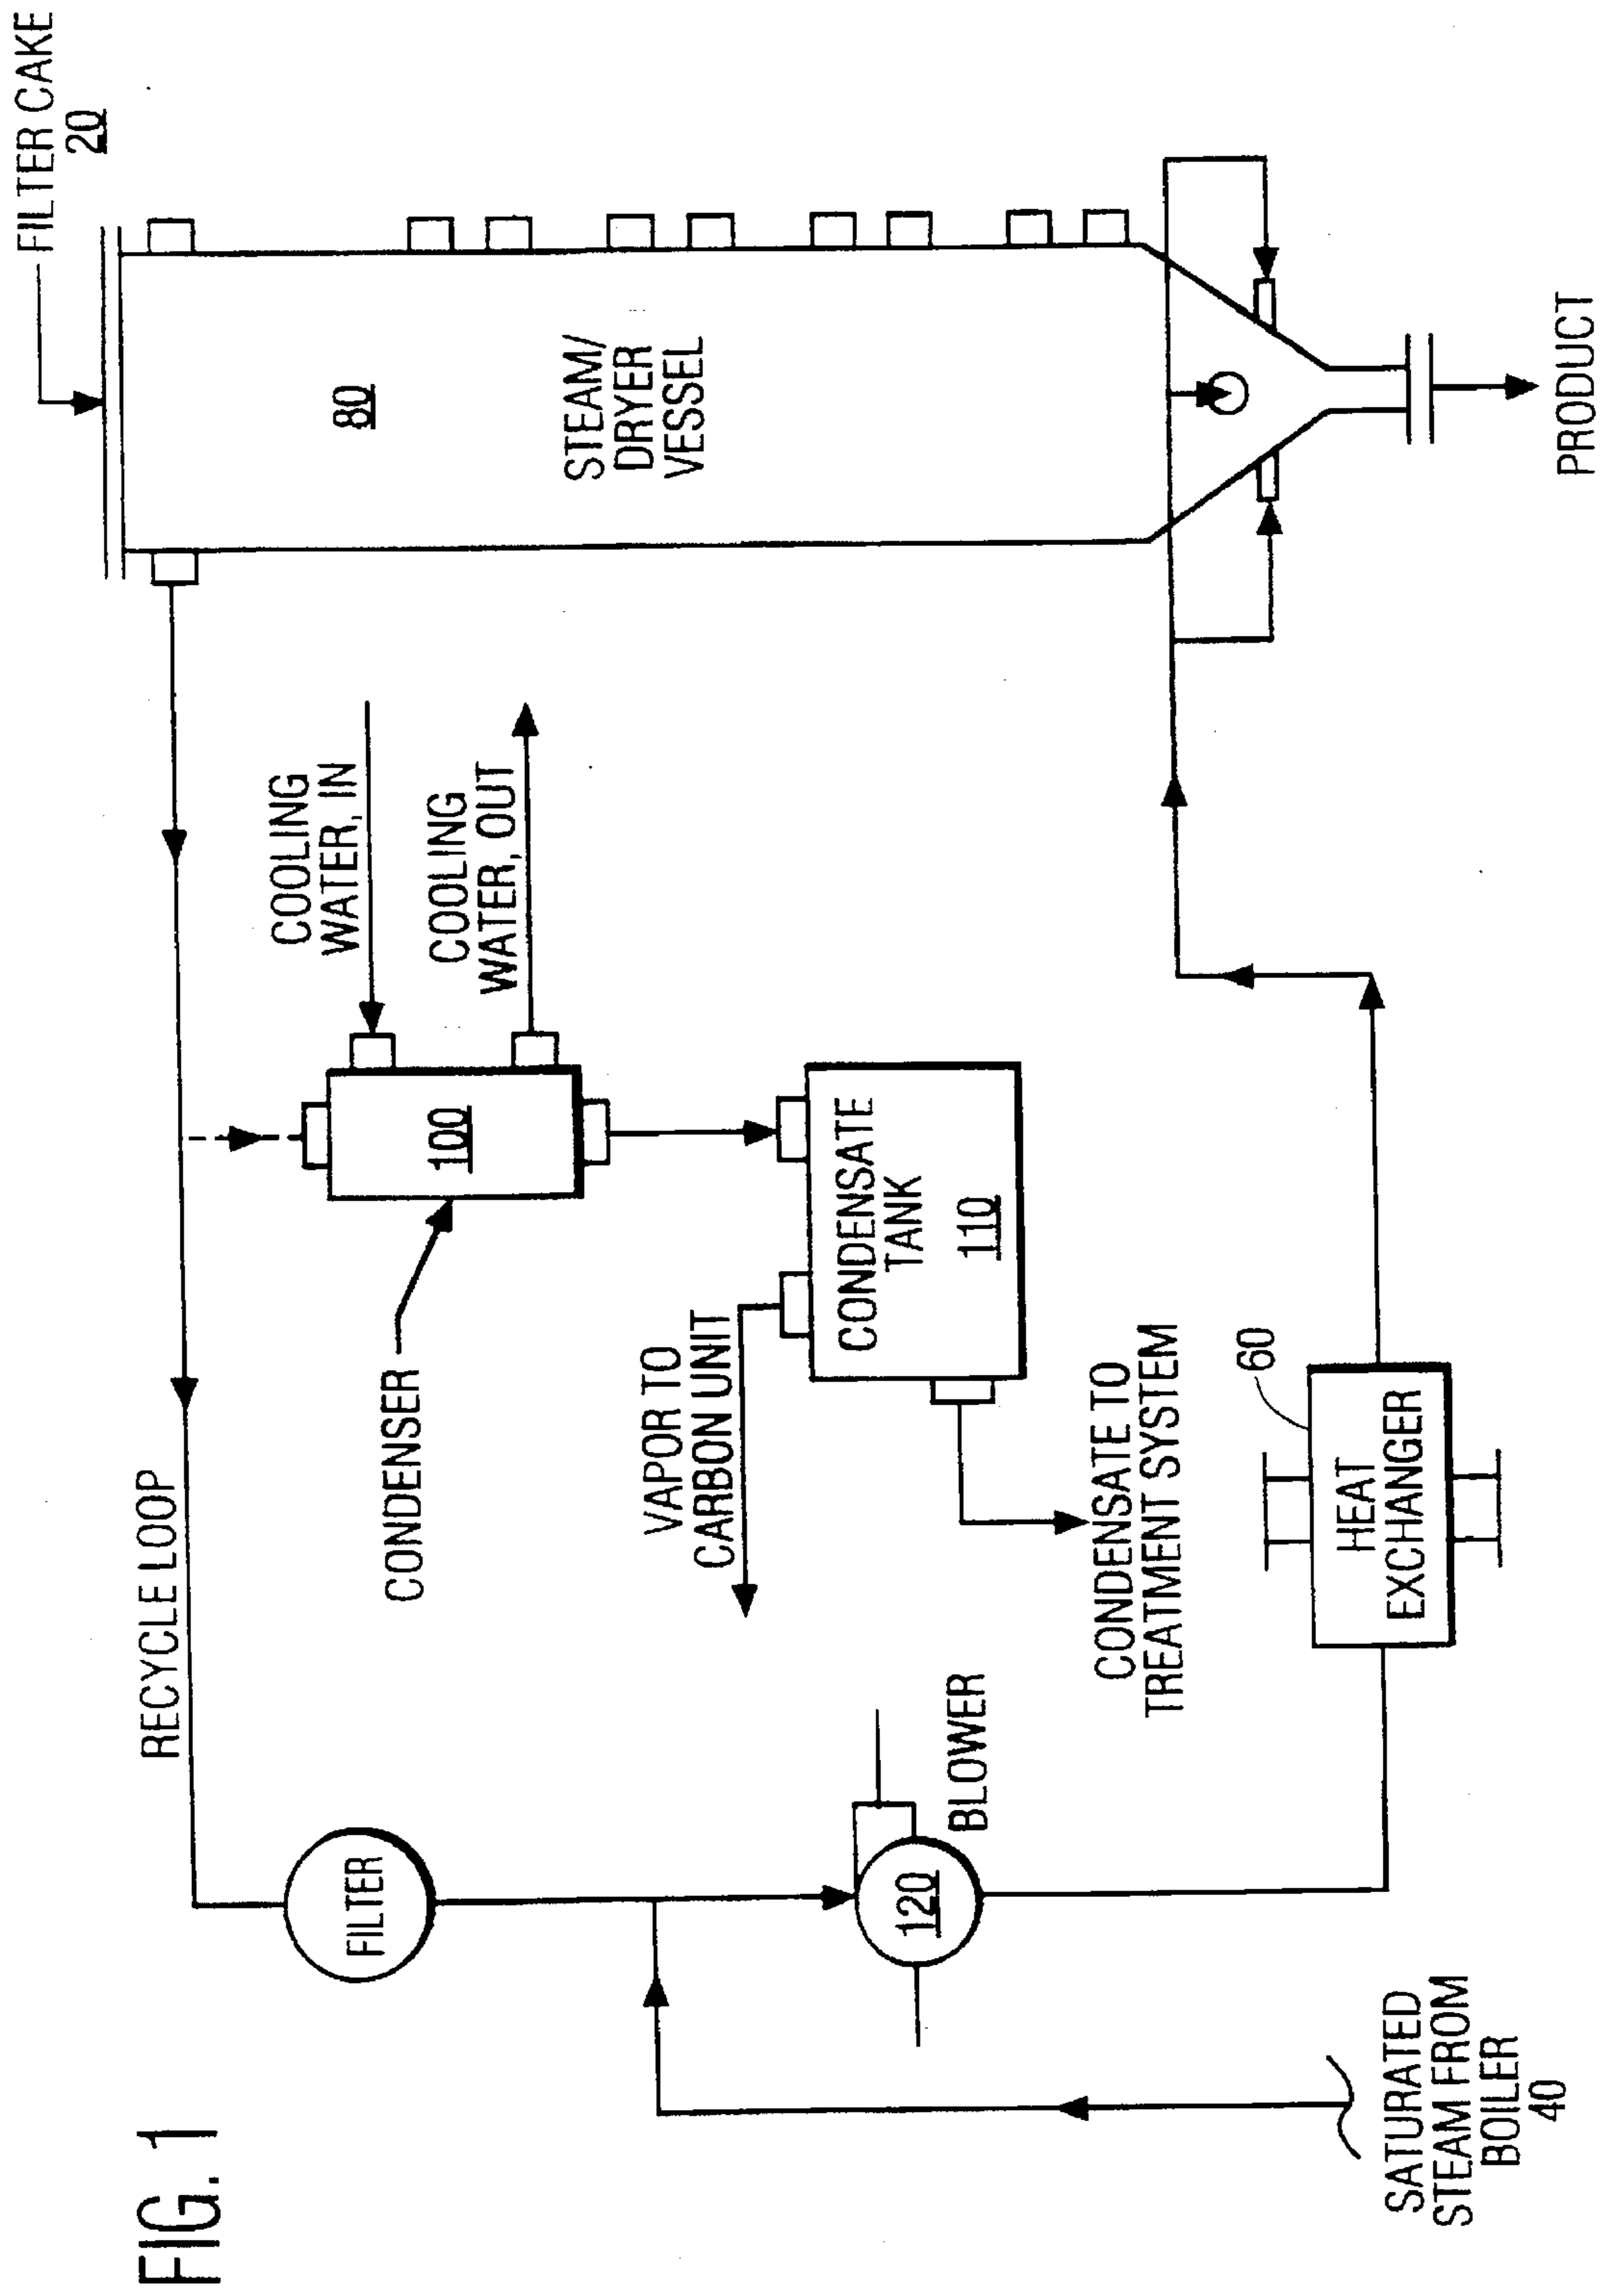 FIG. 1
RECYCLE LOOP
FILTER CAKE
20
FILTER
CONDENSER
100
COOLING
WATER, IN
COOLING
WATER, OUT
80
STEAM/
DRYER
VESSEL
VAPOR TO
CARBON UNIT
CONDENSATE
TANK
110
120
BLOWER
CONDENSATE TO
TREATMENT SYSTEM
60
HEAT
EXCHANGER
SATURATED
STEAM FROM
BOILER
40
PRODUCT